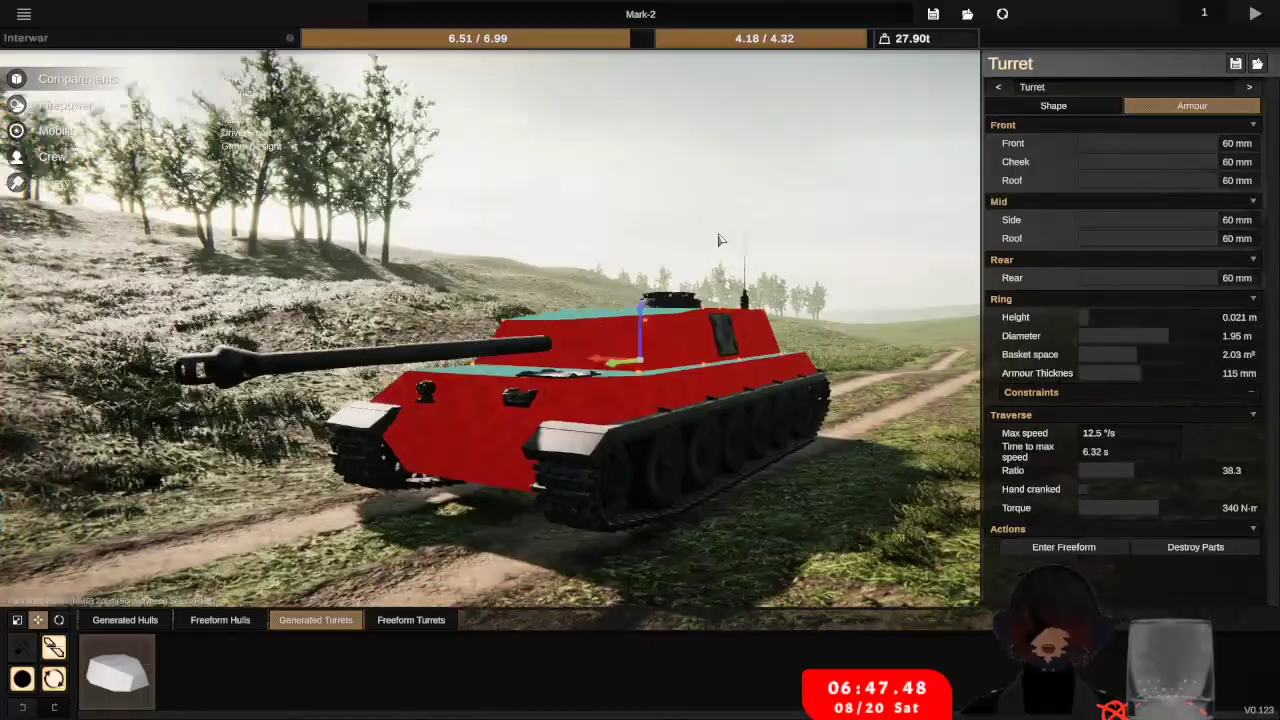 Mark-2
1
Interwar
6.51 / 6.99
4.18 / 4.32
27.90t
Turret
Compartments
Firepower
Crew
< Turret >
Shape
Armour
Front
Front 60 mm
Cheek 60 mm
Roof 60 mm
Mid
Side 60 mm
Roof 60 mm
Rear
Rear 60 mm
Ring
Height 0.021 m
Diameter 1.95 m
Basket space 2.03 m³
Armour Thicknes 115 mm
Constraints
Traverse
Max speed 12.5 °/s
Time to max speed 6.32 s
Ratio 38.3
Hand cranked
Torque 340 N·m
Actions
Enter Freeform
Destroy Parts
Generated Hulls
Freeform Hulls
Generated Turrets
Freeform Turrets
06:47.48
08/20 Sat
V0.123